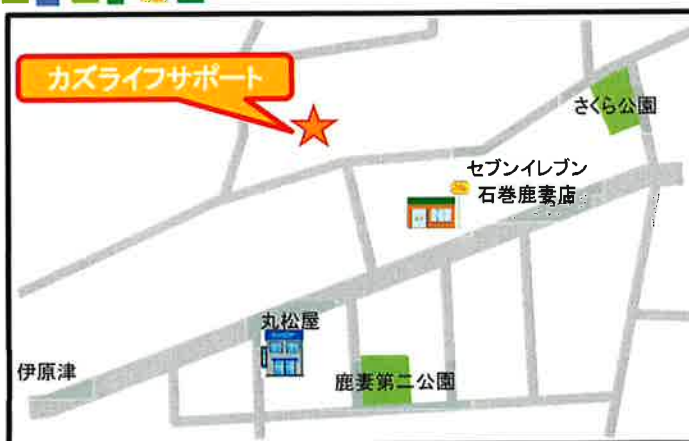 カズライフサポート
さくら公園
セブンイレブン
石巻鹿妻店
丸松屋
伊原津
鹿妻第二公園